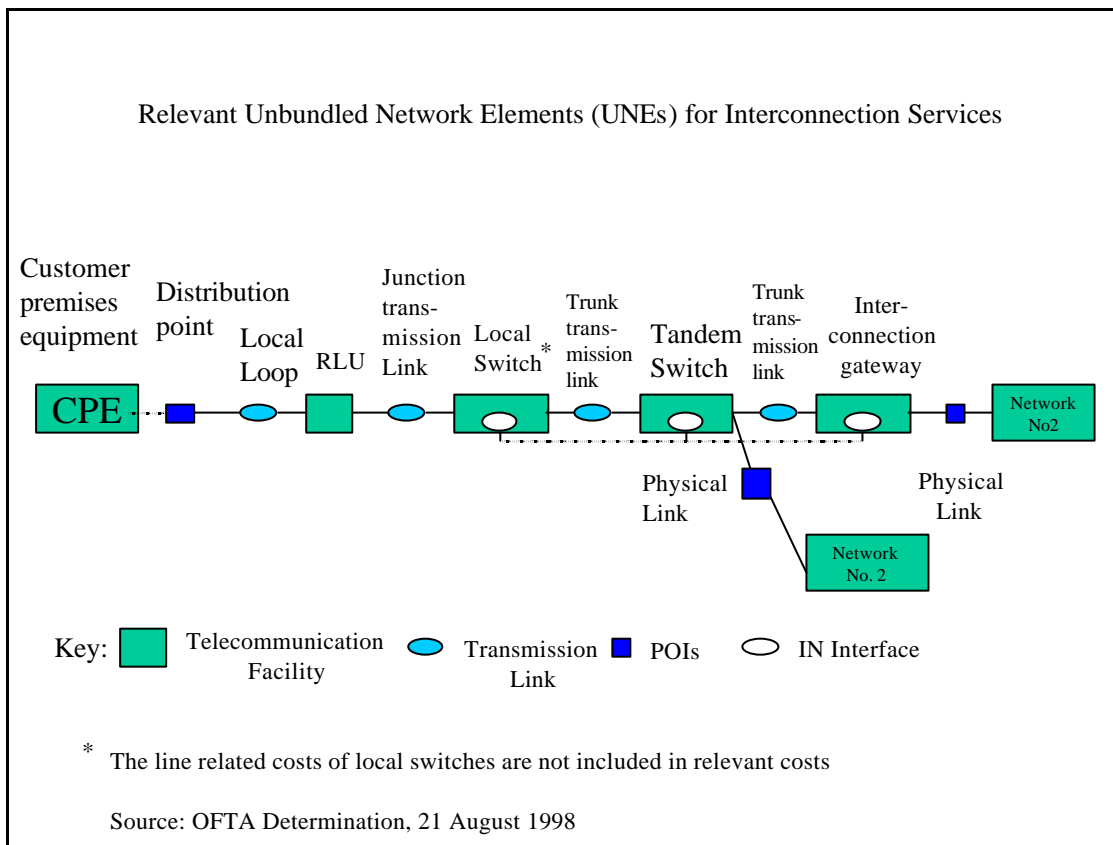 Relevant Unbundled Network Elements (UNEs) for Interconnection Services
Customer
premises
equipment
Distribution
point
Local
Loop
RLU
Junction
trans-
mission
Link
Local
Switch*
Trunk
trans-
mission
link
Tandem
Switch
Trunk
trans-
mission
link
Inter-
connection
gateway
CPE
Network
No2
Physical
Link
Physical
Link
Network
No. 2
Key:
Telecommunication
Facility
Transmission
Link
POIs
IN Interface
* The line related costs of local switches are not included in relevant costs
Source: OFTA Determination, 21 August 1998